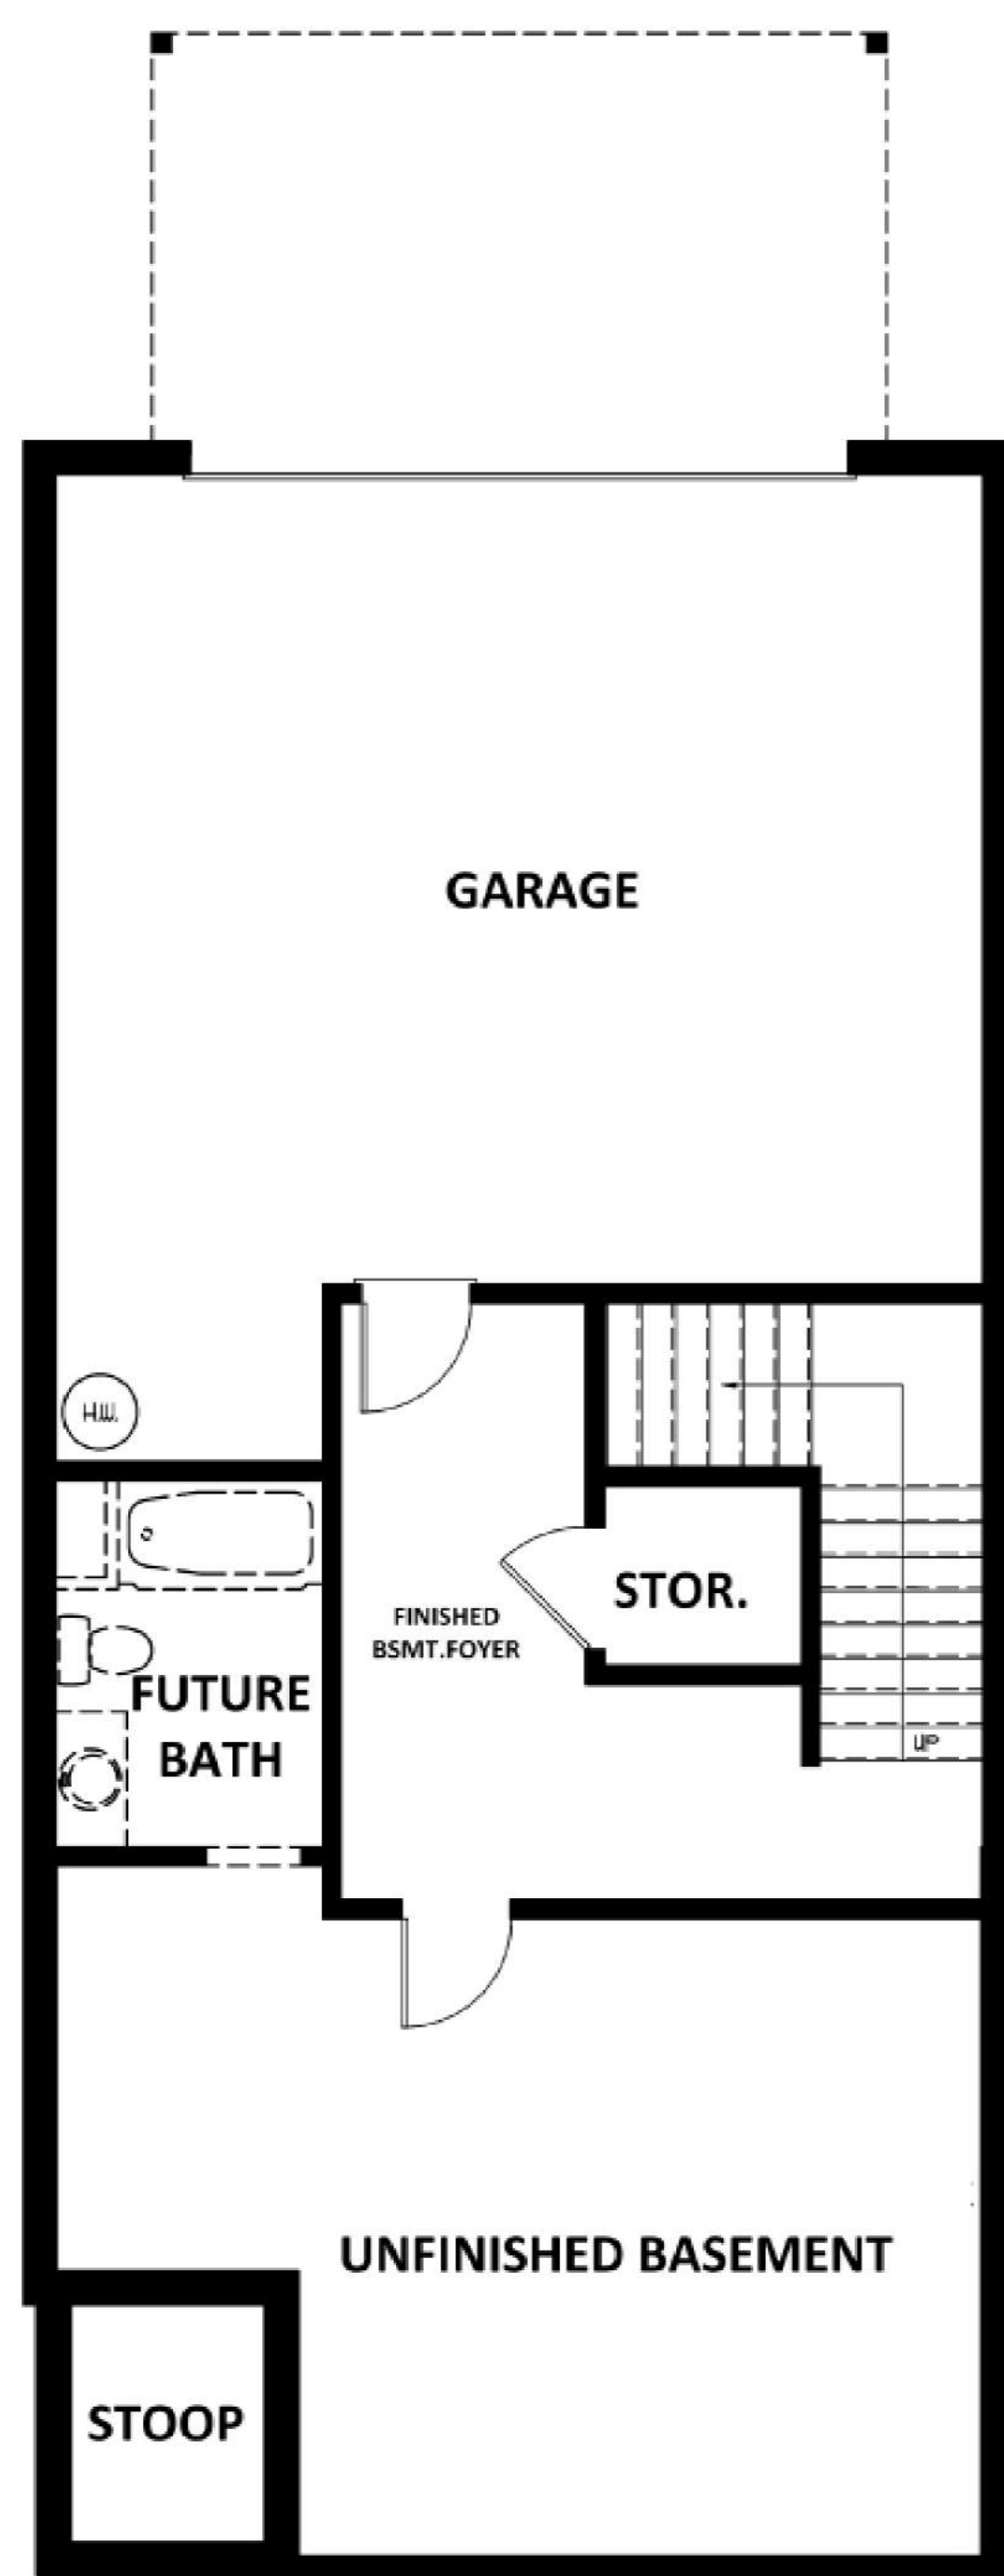 GARAGE
H.W.
STOR.
FINISHED
BSMT.FOYER
FUTURE
BATH
UP
UNFINISHED BASEMENT
STOOP